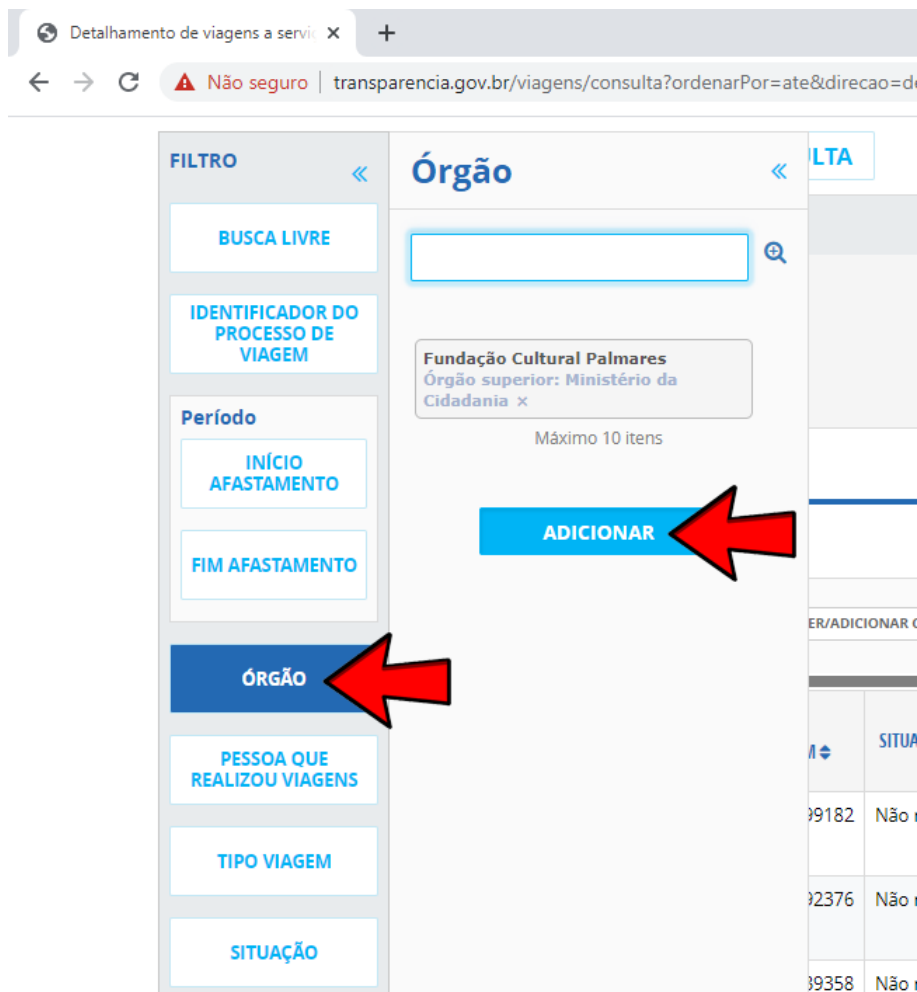 Detalhamento de viagens a servi
Não seguro | transparencia.gov.br/viagens/consulta?ordenarPor=ate&direcao=de
FILTRO
BUSCA LIVRE
IDENTIFICADOR DO
PROCESSO DE
VIAGEM
Período
INÍCIO
AFASTAMENTO
FIM AFASTAMENTO
ÓRGÃO
PESSOA QUE
REALIZOU VIAGENS
TIPO VIAGEM
SITUAÇÃO
Órgão
Fundação Cultural Palmares
Órgão superior: Ministério da
Cidadania ×
Máximo 10 itens
ADICIONAR
LTA
ER/ADICIONAR
SITUA
99182 Não
92376 Não
39358 Não